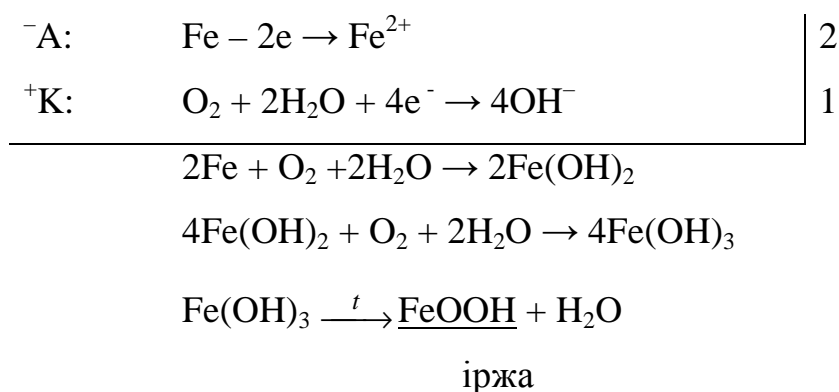 ⁻A: Fe – 2e → Fe²⁺ 2
⁺K: O₂ + 2H₂O + 4e⁻ → 4OH⁻ 1
2Fe + O₂ +2H₂O → 2Fe(OH)₂
4Fe(OH)₂ + O₂ + 2H₂O → 4Fe(OH)₃
Fe(OH)₃ —t→ FeOOH + H₂O
іржа